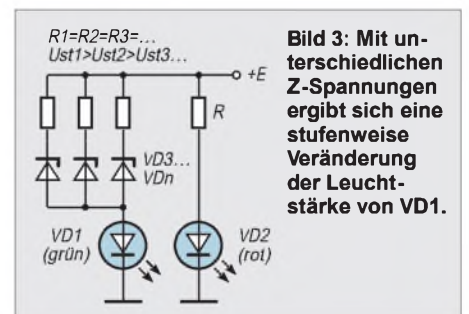 R1=R2=R3=...
Ust1>Ust2>Ust3...
+E
R
VD3...
VDn
VD1
(grün)
VD2
(rot)
Bild 3: Mit un-
terschiedlichen
Z-Spannungen
ergibt sich eine
stufenweise
Veränderung
der Leucht-
stärke von VD1.